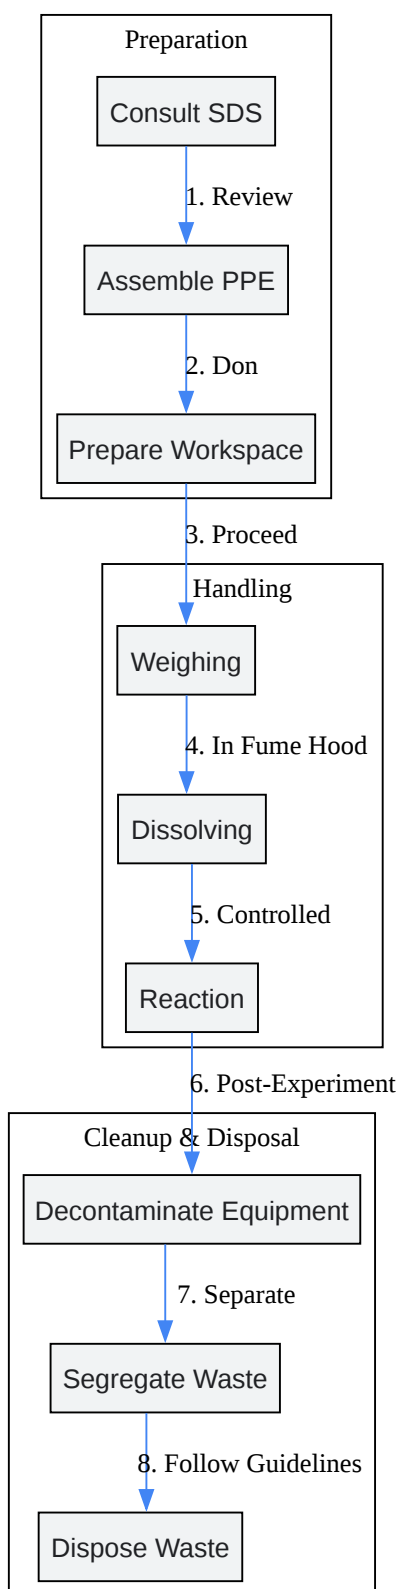 Preparation
Consult SDS
1. Review
Assemble PPE
2. Don
Prepare Workspace
3. Proceed
Handling
Weighing
4. In Fume Hood
Dissolving
5. Controlled
Reaction
6. Post-Experiment
Cleanup & Disposal
Decontaminate Equipment
7. Separate
Segregate Waste
8. Follow Guidelines
Dispose Waste